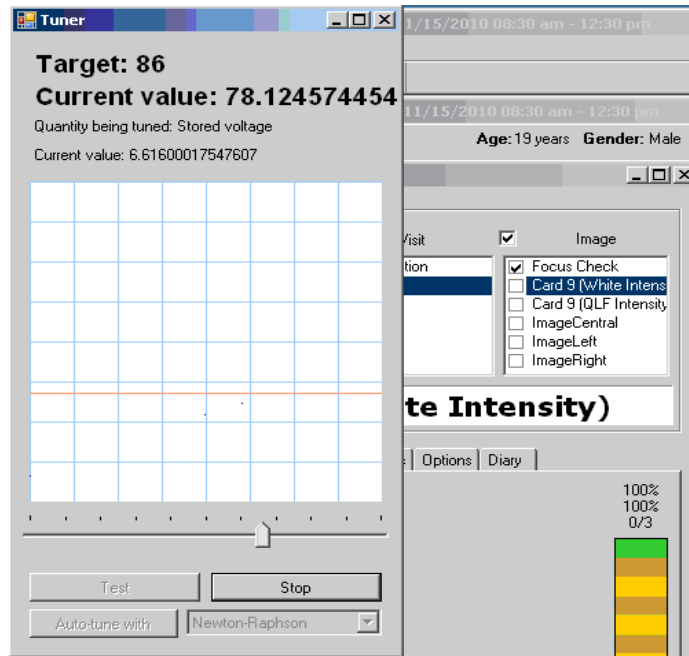 Tuner
Target: 86
Current value: 78.124574454
Quantity being tuned: Stored voltage
Current value: 6.61600017547607
Test
Stop
Auto-tune with
Newton-Raphson
1/15/2010 08:30 am - 12:30 pm
11/15/2010 08:30 am - 12:30 pm
Age: 19 years Gender: Male
Visit
Image
tion
Focus Check
Card 9 (White Intens
Card 9 (QLF Intensity
ImageCentral
ImageLeft
ImageRight
te Intensity)
Options
Diary
100%
100%
0/3